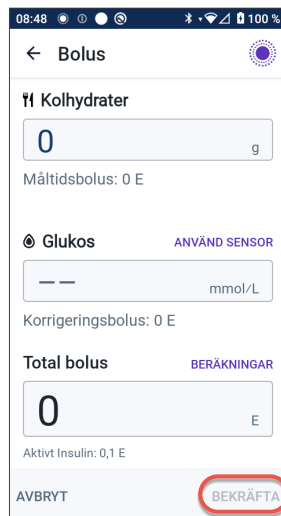 08:48 100 %
Bolus
Kolhydrater
0 g
Måltidsbolus: 0 E
Glukos ANVÄND SENSOR
-- mmol/L
Korrigeringsbolus: 0 E
Total bolus BERÄKNINGAR
0 E
Aktivt Insulin: 0,1 E
AVBRYT BEKRÄFTA